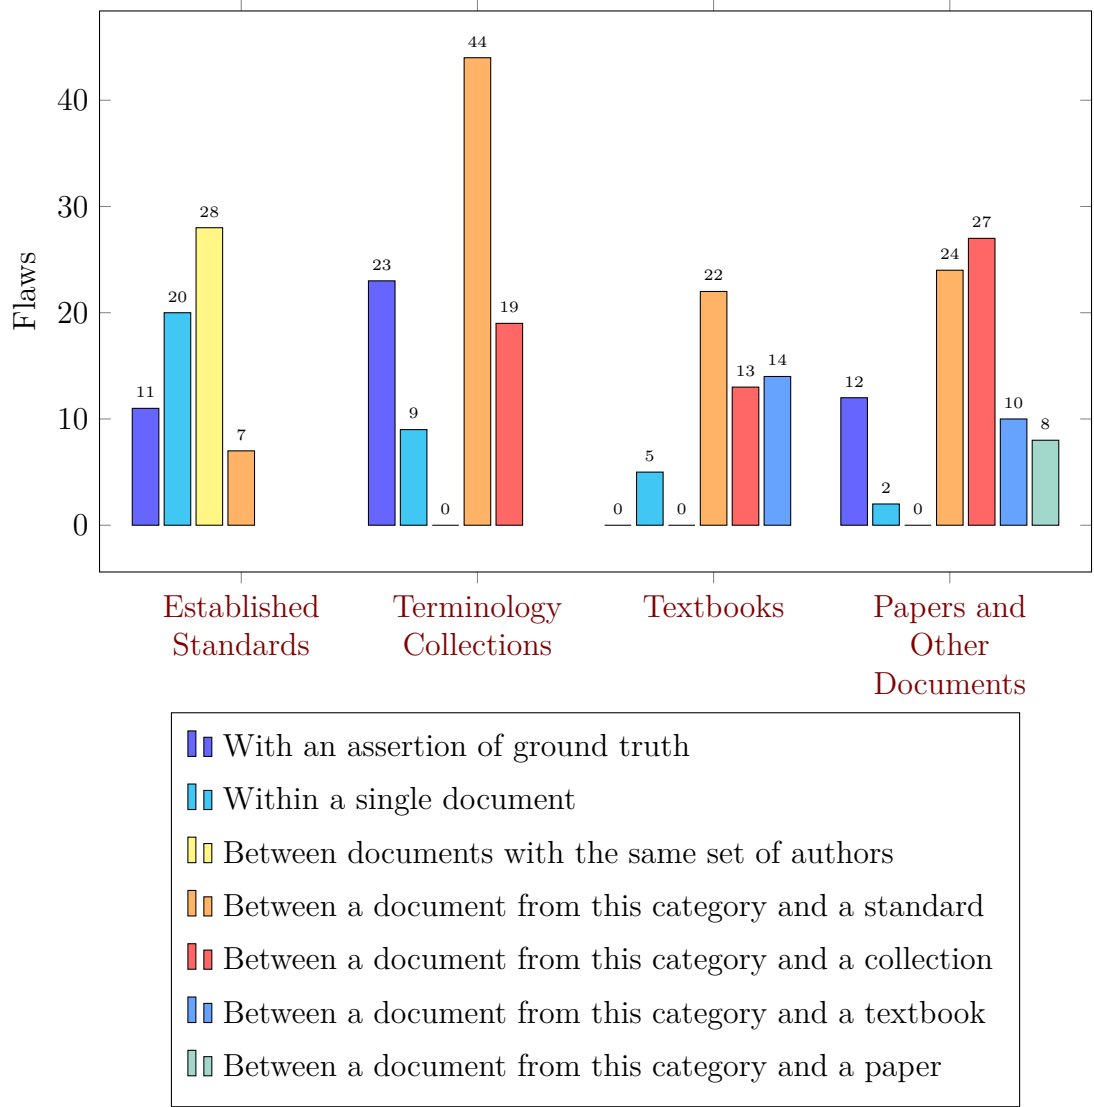 44
40
30
28
27
24
23
22
20
20
19
14
13
12
11
10
10
9
8
7
5
2
0
0
0
0
0
Flaws
Established
Standards
Terminology
Collections
Textbooks
Papers and
Other
Documents
With an assertion of ground truth
Within a single document
Between documents with the same set of authors
Between a document from this category and a standard
Between a document from this category and a collection
Between a document from this category and a textbook
Between a document from this category and a paper